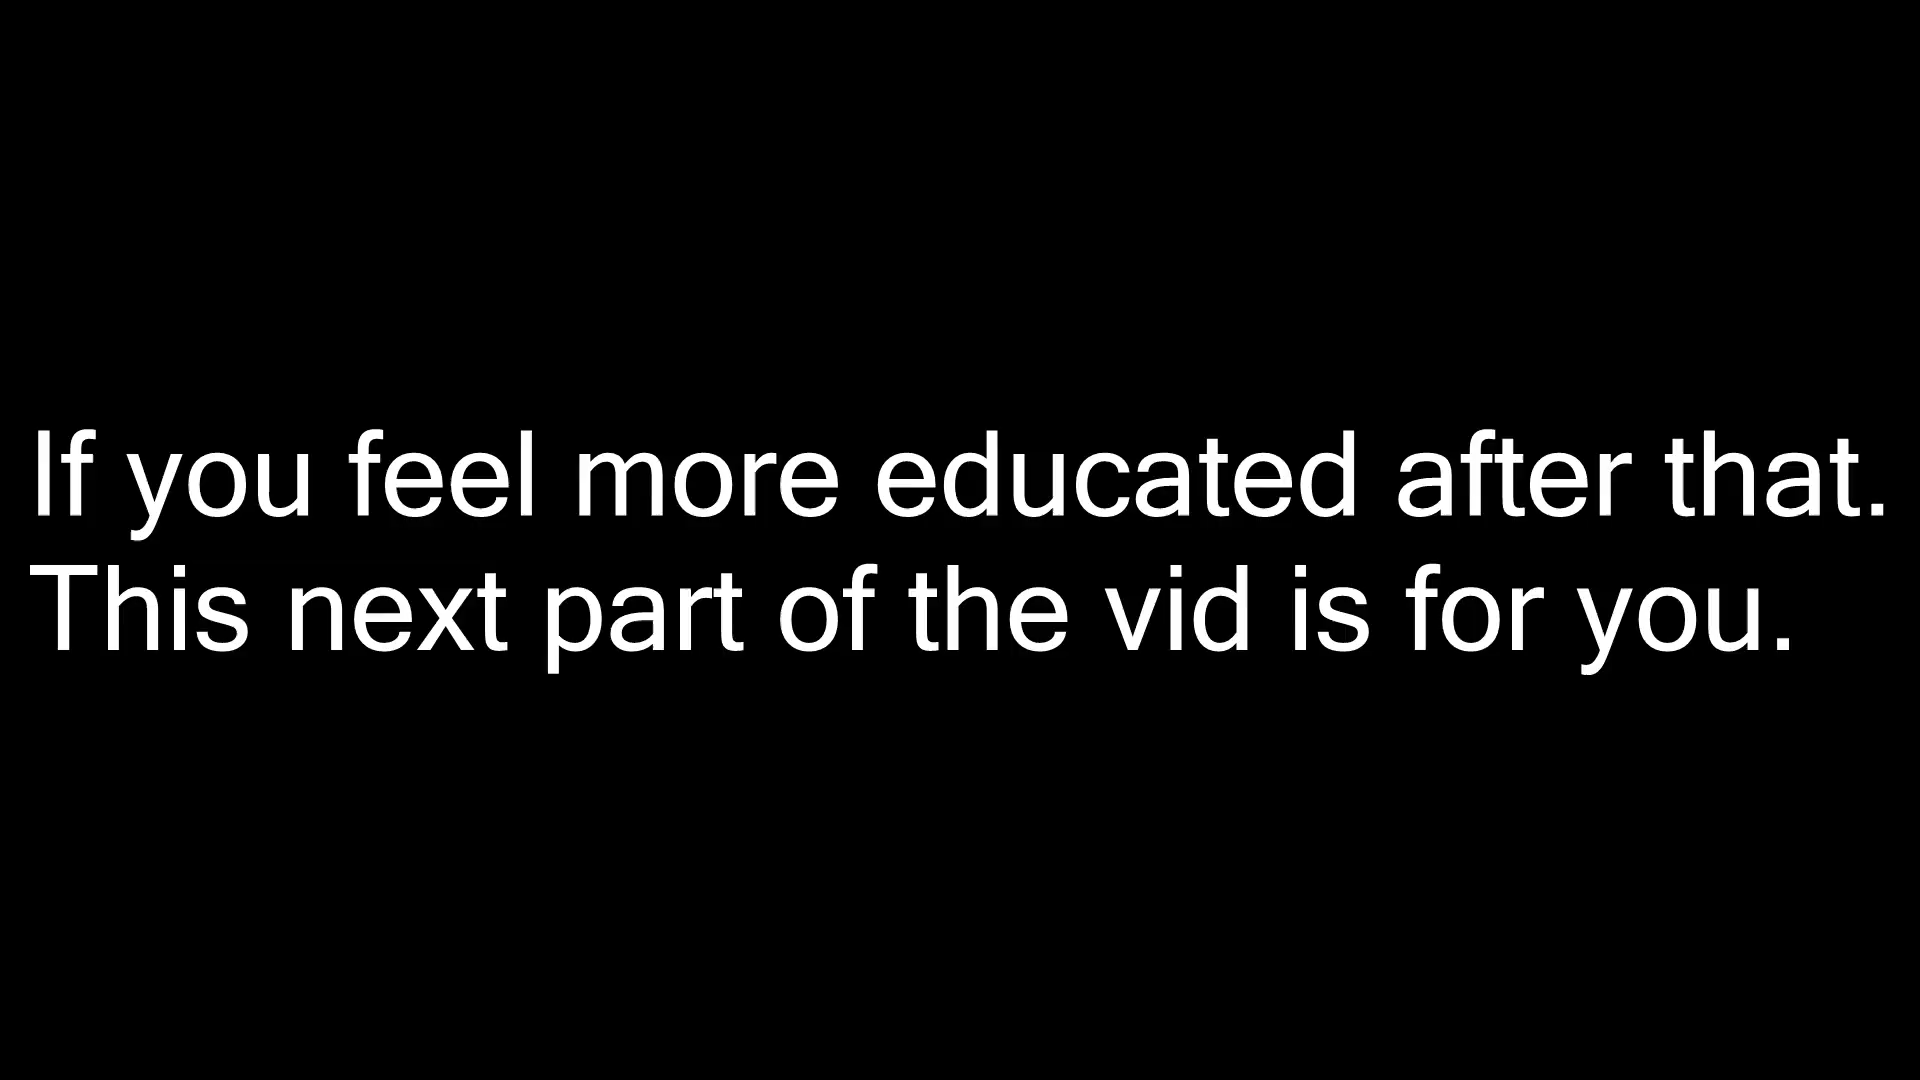 If you feel more educated after that.
This next part of the vid is for you.